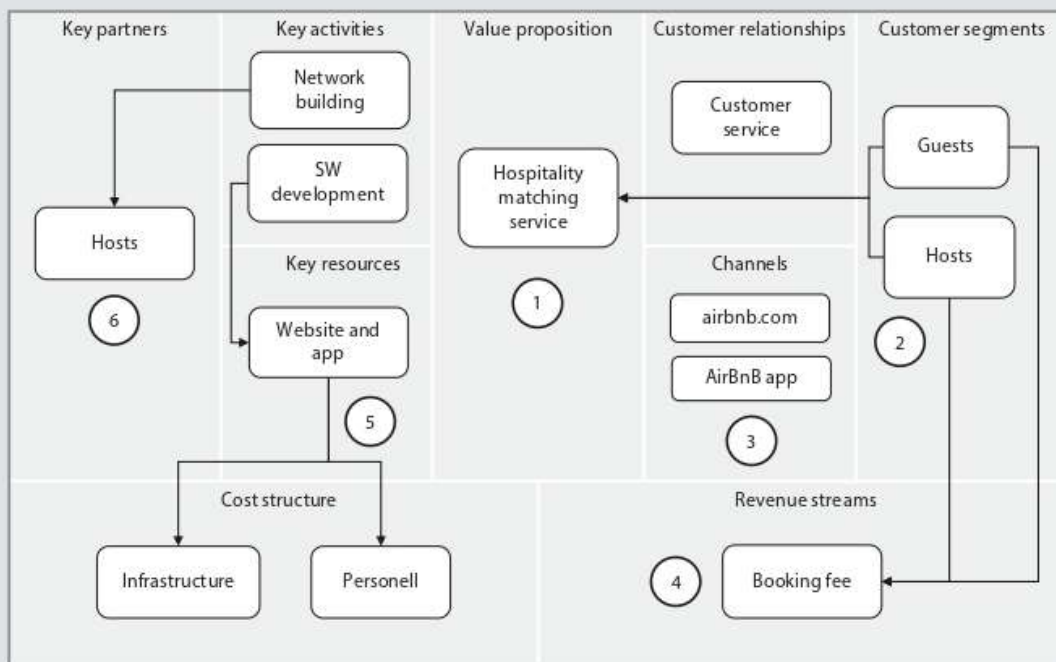 Key partners
Key activities
Value proposition
Customer relationships
Customer segments
Network
building
SW
development
Hosts
6
Key resources
Website and
app
5
Hospitality
matching
service
1
Customer
service
Channels
airbnb.com
AirBnB app
3
Guests
Hosts
2
Cost structure
Infrastructure
Personell
Revenue streams
4
Booking fee